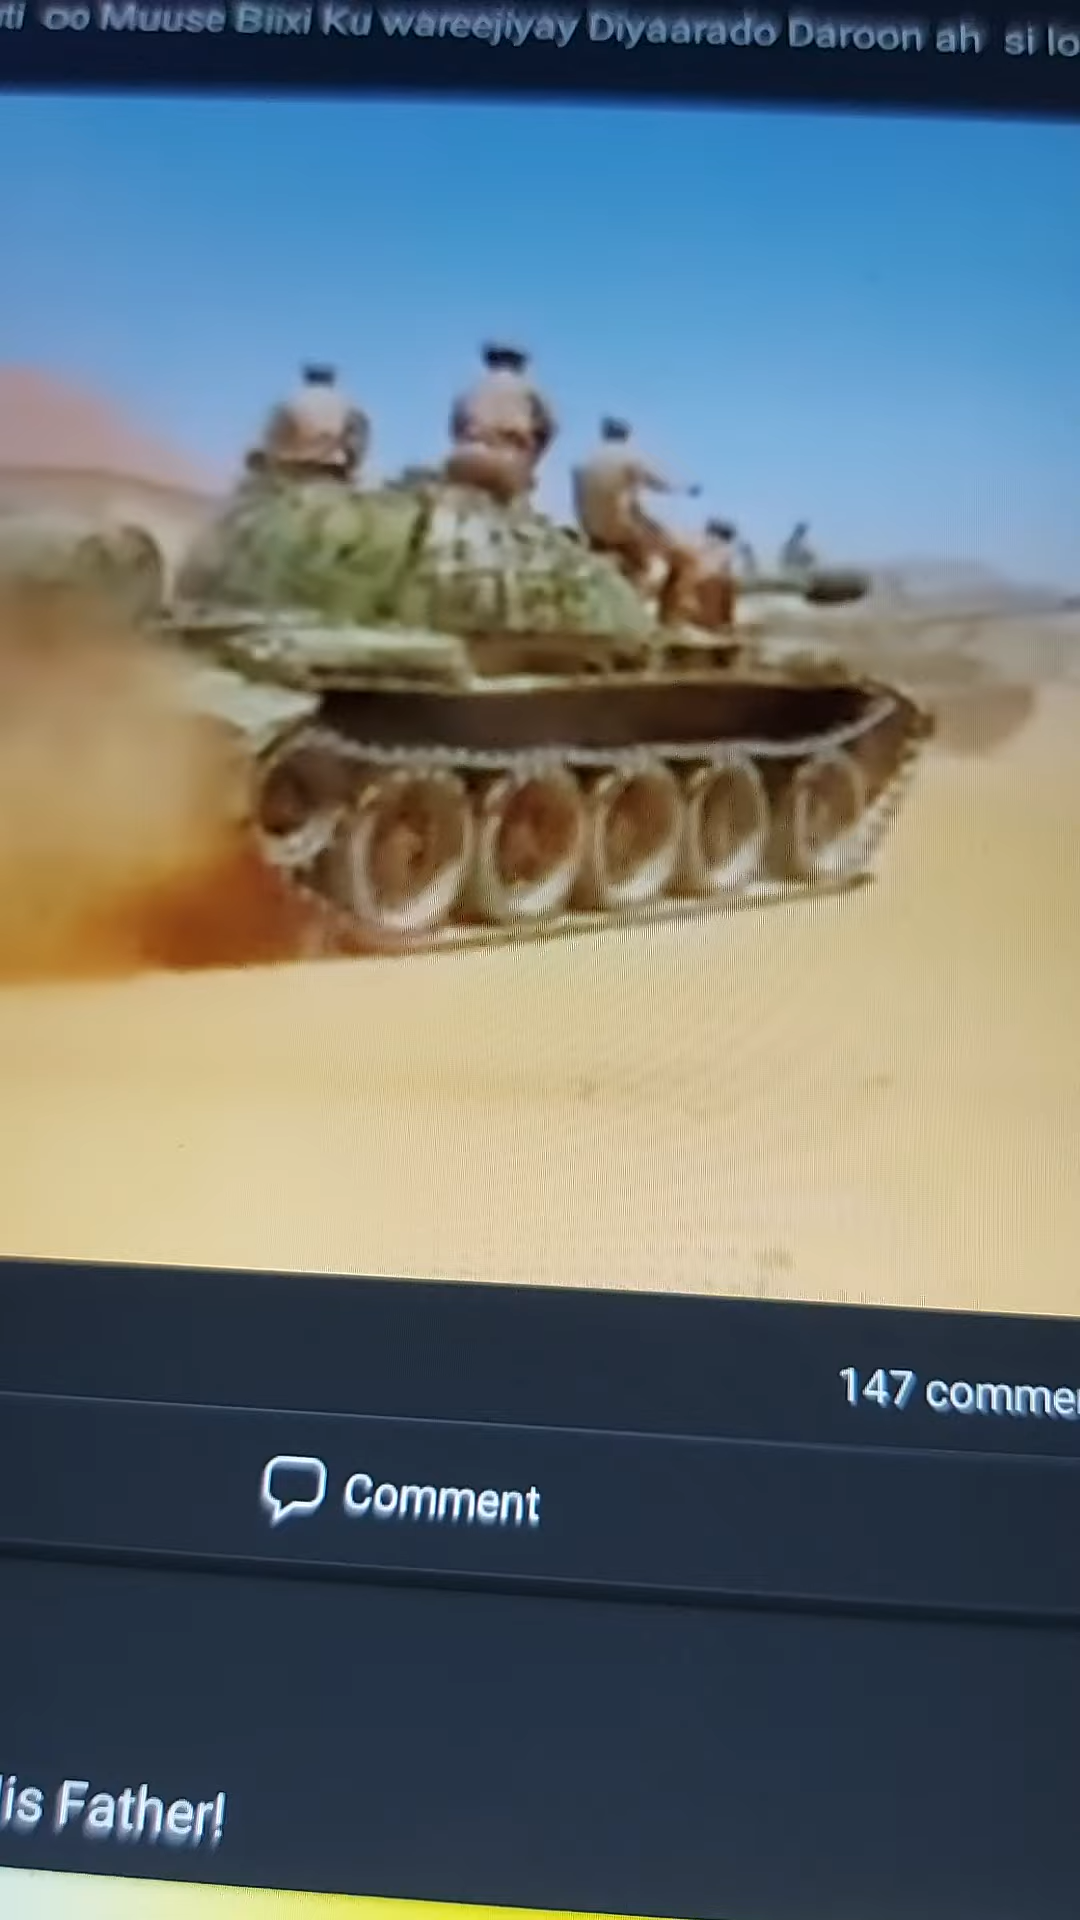 oo Muuse Biixi Ku wareejiyay Diyaarado Daroon ah si lo
147 comme
Comment
is Father!